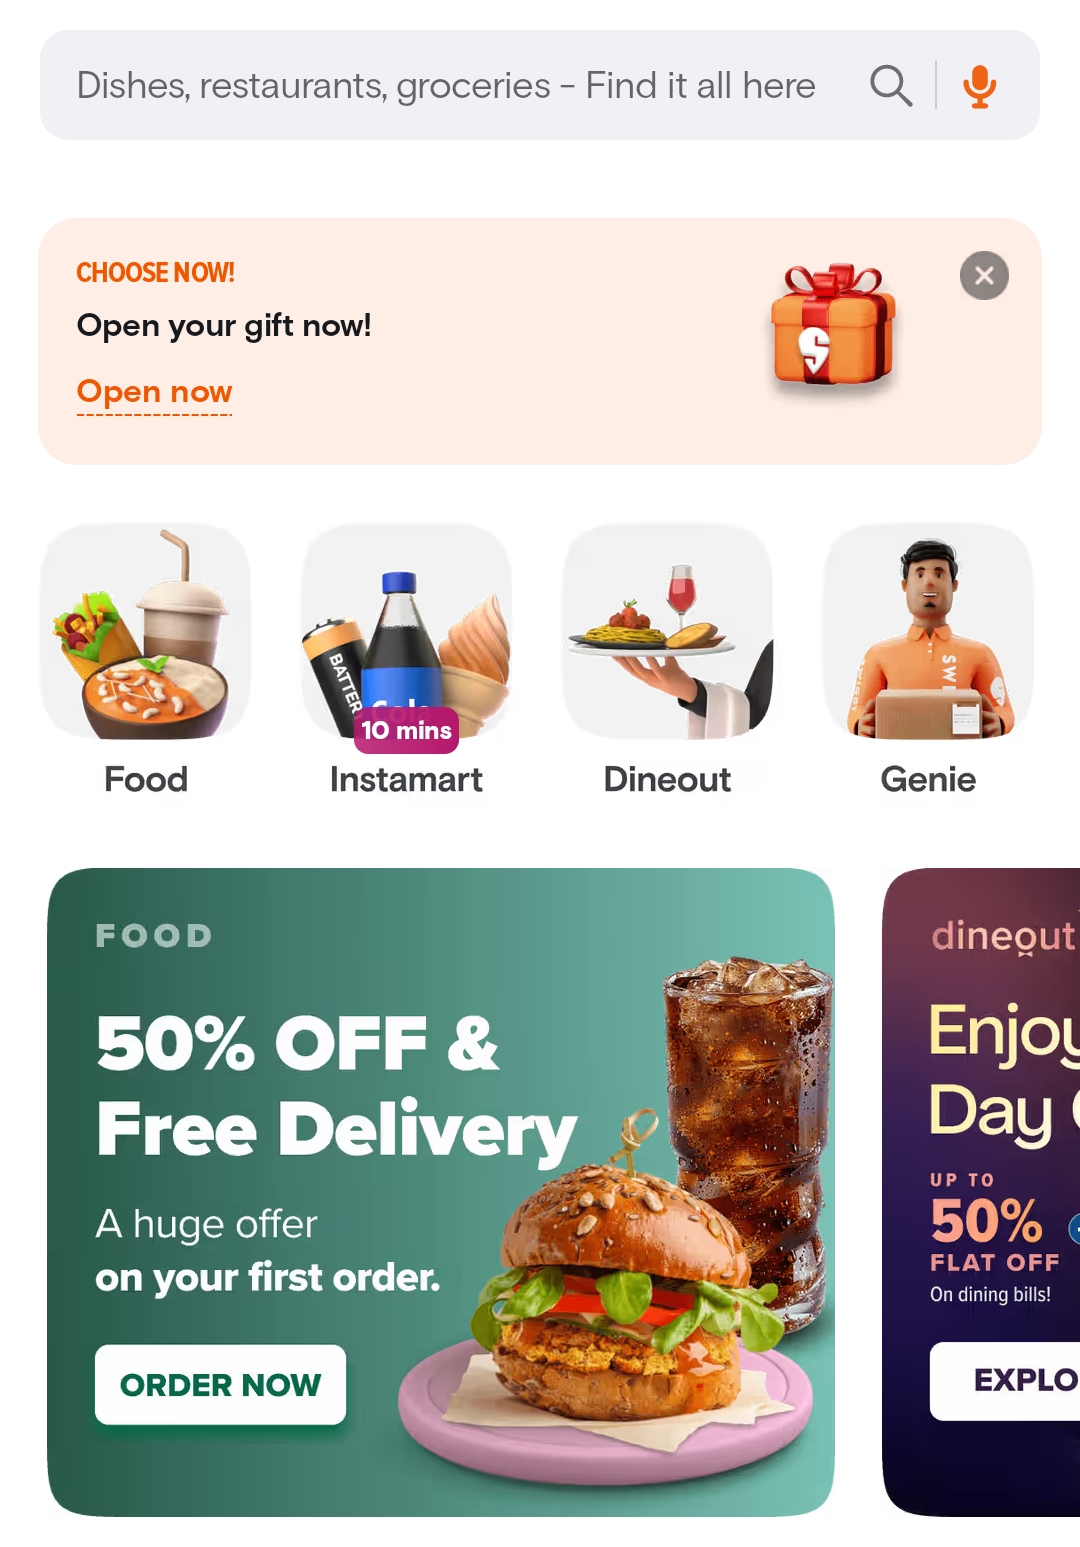 Dishes, restaurants, groceries - Find it all here
CHOOSE NOW!
Open your gift now!
Open now
S
BATTER
Cola
10 mins
SWI
Food
Instamart
Dineout
Genie
FOOD
50% OFF &
Free Delivery
A huge offer
on your first order.
ORDER NOW
dineout
Enjoy
Day
UP TO
50%
FLAT OFF
On dining bills!
EXPLO